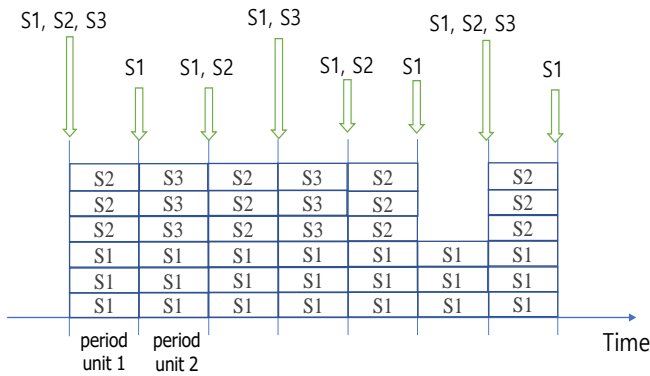 S1, S2, S3
S1
S1, S2
S1, S3
S1, S2
S1
S1, S2, S3
S1
S2 S3 S2 S3 S2 S2
S2 S3 S2 S3 S2 S2
S2 S3 S2 S3 S2 S2
S1 S1 S1 S1 S1 S1 S1
S1 S1 S1 S1 S1 S1 S1
S1 S1 S1 S1 S1 S1 S1
period
unit 1
period
unit 2
Time